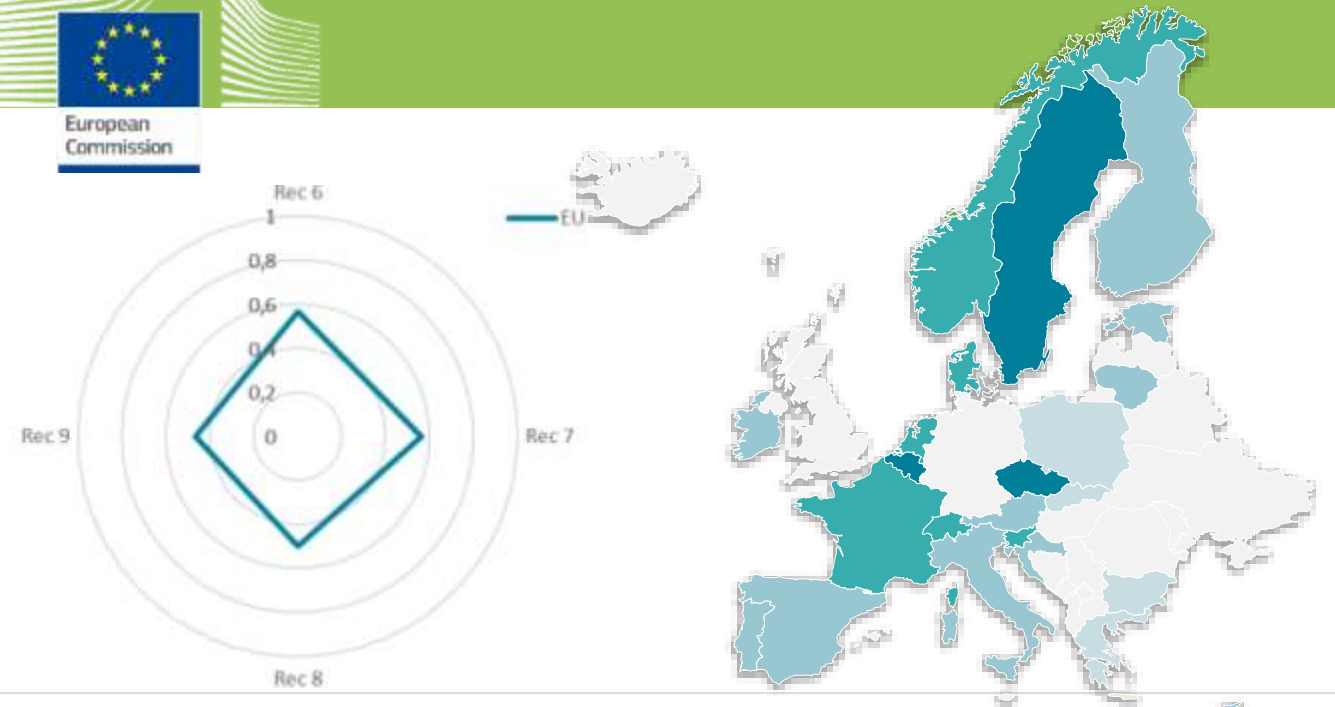 European
Commission
Rec 6
1
EU
0,8
0,6
0,4
0,2
Rec 9
0
Rec 7
Rec 8